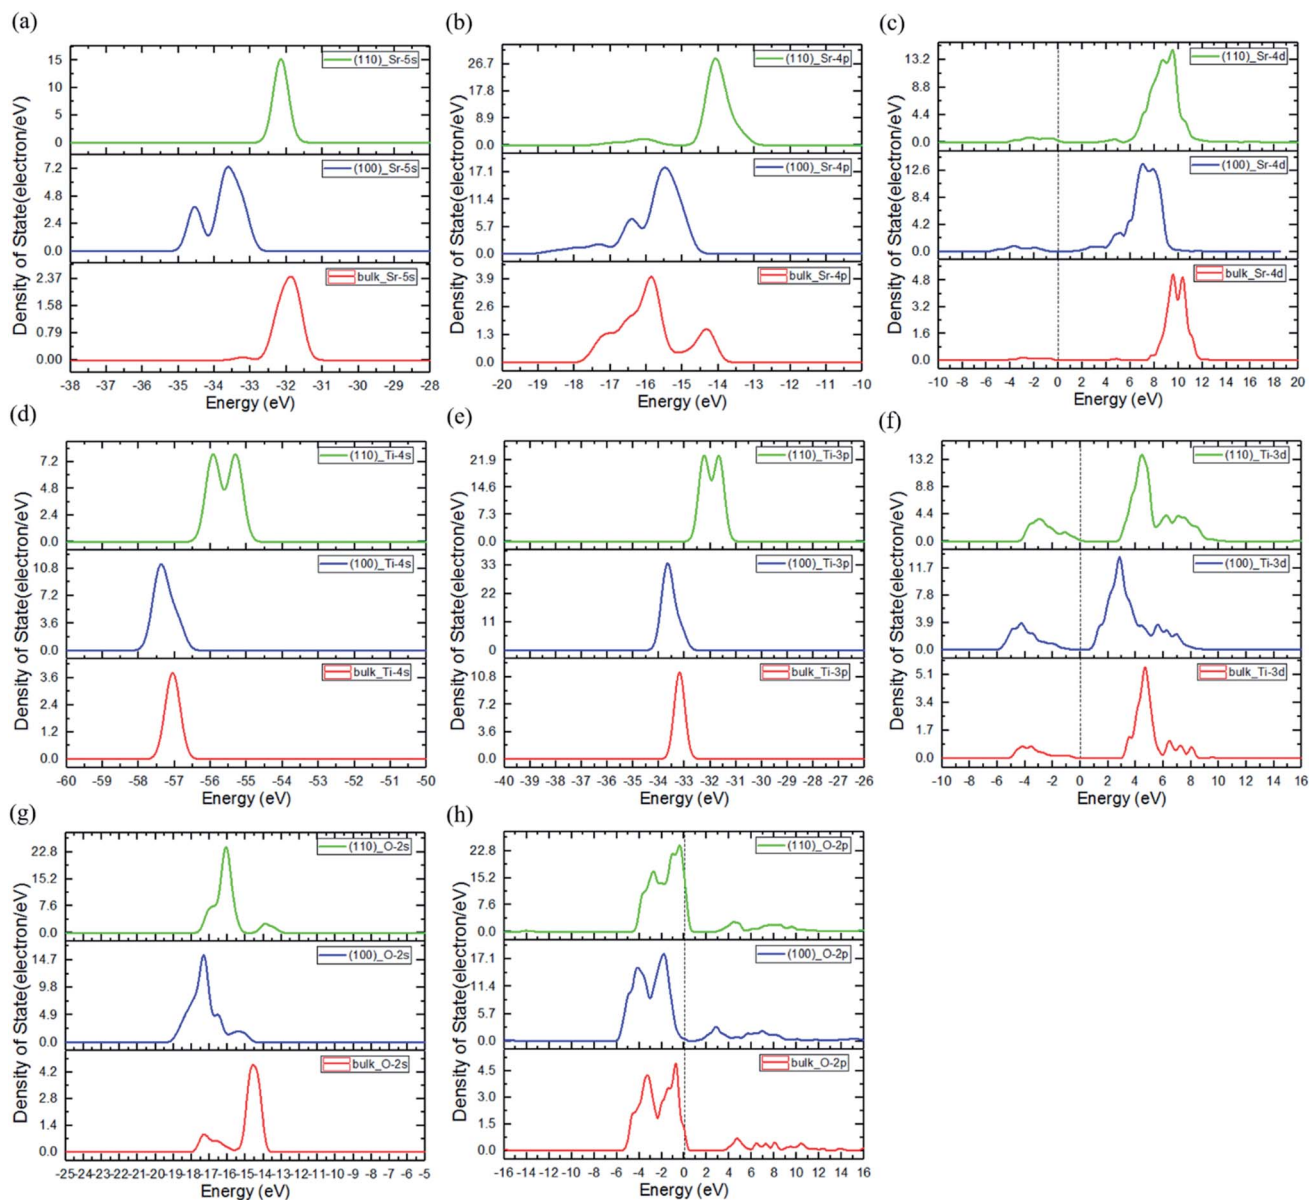 (a)
Density of State(electron/eV)
15
10
5
0
(110)_Sr-5s
7.2
4.8
2.4
0.0
(100)_Sr-5s
2.37
1.58
0.79
0.00
bulk_Sr-5s
-38 -37 -36 -35 -34 -33 -32 -31 -30 -29 -28
Energy (eV)
(b)
Density of State(electron/eV)
26.7
17.8
8.9
0.0
(110)_Sr-4p
17.1
11.4
5.7
0.0
(100)_Sr-4p
3.9
2.6
1.3
0.0
bulk_Sr-4p
-20 -19 -18 -17 -16 -15 -14 -13 -12 -11 -10
Energy (eV)
(c)
Density of State(electron/eV)
13.2
8.8
4.4
0.0
(110)_Sr-4d
12.6
8.4
4.2
0.0
(100)_Sr-4d
4.8
3.2
1.6
0.0
bulk_Sr-4d
-10 -8 -6 -4 -2 0 2 4 6 8 10 12 14 16 18 20
Energy (eV)
(d)
Density of State(electron/eV)
7.2
4.8
2.4
0.0
(110)_Ti-4s
10.8
7.2
3.6
0.0
(100)_Ti-4s
3.6
2.4
1.2
0.0
bulk_Ti-4s
-60 -59 -58 -57 -56 -55 -54 -53 -52 -51 -50
Energy (eV)
(e)
Density of State(electron/eV)
21.9
14.6
7.3
0.0
(110)_Ti-3p
33
22
11
0
(100)_Ti-3p
10.8
7.2
3.6
0.0
bulk_Ti-3p
-40 -39 -38 -37 -36 -35 -34 -33 -32 -31 -30 -29 -28 -27 -26
Energy (eV)
(f)
Density of State(electron/eV)
13.2
8.8
4.4
0.0
(110)_Ti-3d
11.7
7.8
3.9
0.0
(100)_Ti-3d
5.1
3.4
1.7
0.0
bulk_Ti-3d
-10 -8 -6 -4 -2 0 2 4 6 8 10 12 14 16
Energy (eV)
(g)
Density of State(electron/eV)
22.8
15.2
7.6
0.0
(110)_O-2s
14.7
9.8
4.9
0.0
(100)_O-2s
4.2
2.8
1.4
0.0
bulk_O-2s
-25-24-23-22-21-20-19-18-17-16-15-14-13-12-11-10 -9 -8 -7 -6 -5
Energy (eV)
(h)
Density of State(electron/eV)
22.8
15.2
7.6
0.0
(110)_O-2p
17.1
11.4
5.7
0.0
(100)_O-2p
4.5
3.0
1.5
0.0
bulk_O-2p
-16 -14 -12 -10 -8 -6 -4 -2 0 2 4 6 8 10 12 14 16
Energy (eV)